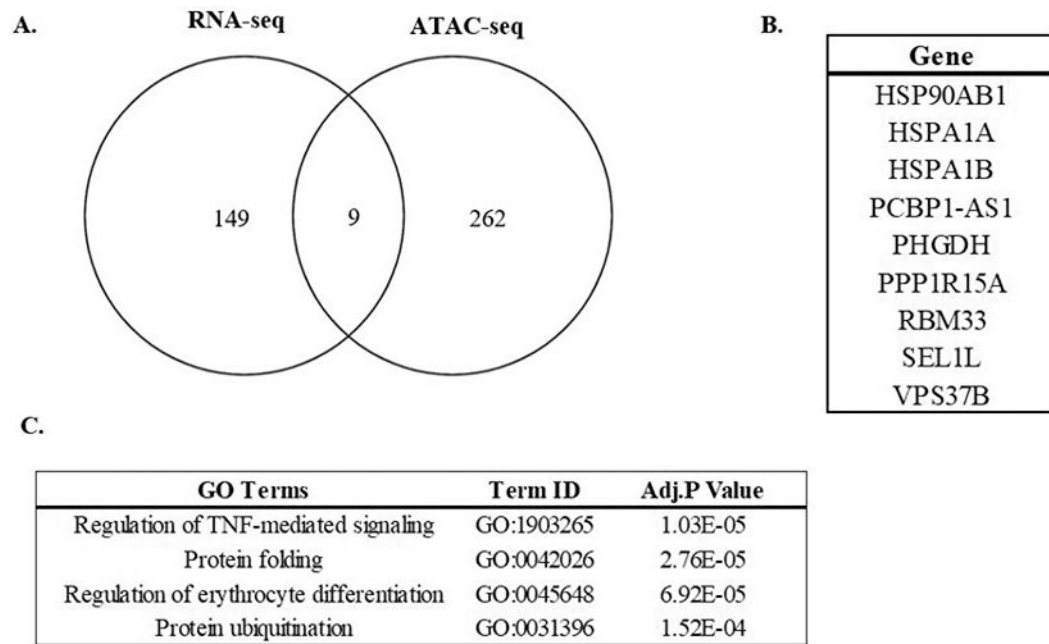 A.
RNA-seq
ATAC-seq
149
9
262
B.
Gene
HSP90AB1
HSPA1A
HSPA1B
PCBP1-AS1
PHGDH
PPP1R15A
RBM33
SEL1L
VPS37B
C.
GO Terms Term ID Adj.P Value
Regulation of TNF-mediated signaling GO:1903265 1.03E-05
Protein folding GO:0042026 2.76E-05
Regulation of erythrocyte differentiation GO:0045648 6.92E-05
Protein ubiquitination GO:0031396 1.52E-04